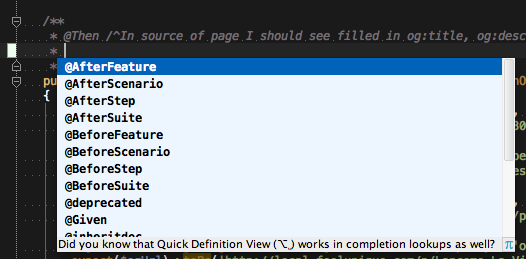 /**
* @Then /^In source of page I should see filled in og:title, og:desc
*
*
@AfterFeature
pu
@AfterScenario
{
@AfterStep
@AfterSuite
@BeforeFeature
@BeforeScenario
@BeforeStep
@BeforeSuite
@deprecated
@Given
@inheritdoc
Did you know that Quick Definition View (⌥ ) works in completion lookups as well? π